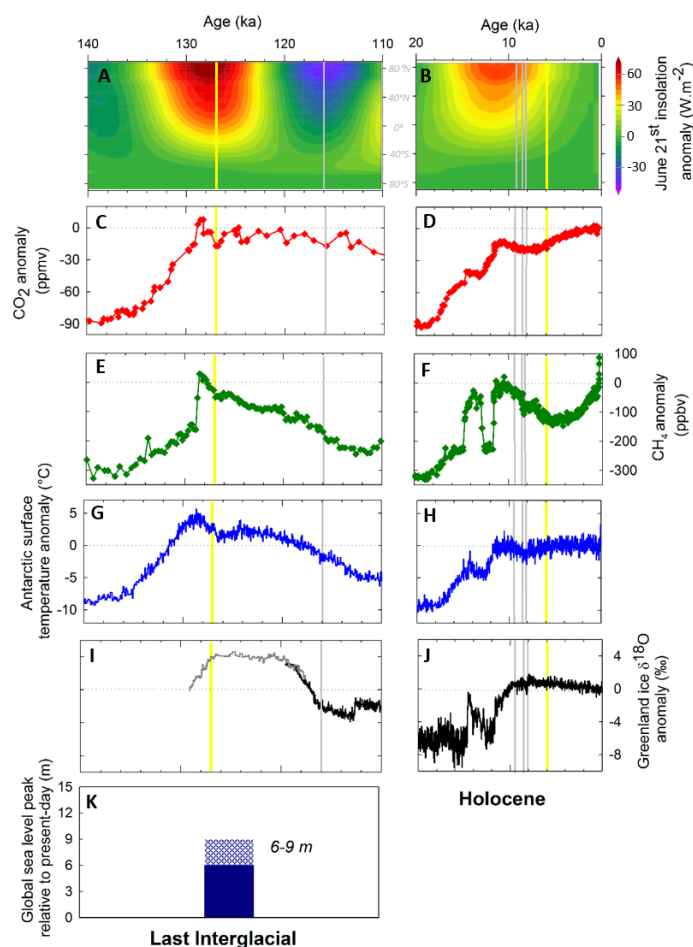 Age (ka)
Age (ka)
140 130 120 110
20 10 0
A
80°N
40°N
0°
40°S
80°S
B
60
30
0
-30
June 21st insolation
anomaly (W.m-2)
C
0
-30
-60
-90
CO2 anomaly
(ppmv)
D
E
F
100
0
-100
-200
-300
CH4 anomaly
(ppbv)
G
5
0
-5
-10
Antarctic surface
temperature anomaly (°C)
H
I
J
4
0
-4
-8
Greenland ice δ18O
anomaly (‰)
K
15
12
9
6
3
0
Global sea level peak
relative to present-day (m)
6-9 m
Holocene
Last Interglacial